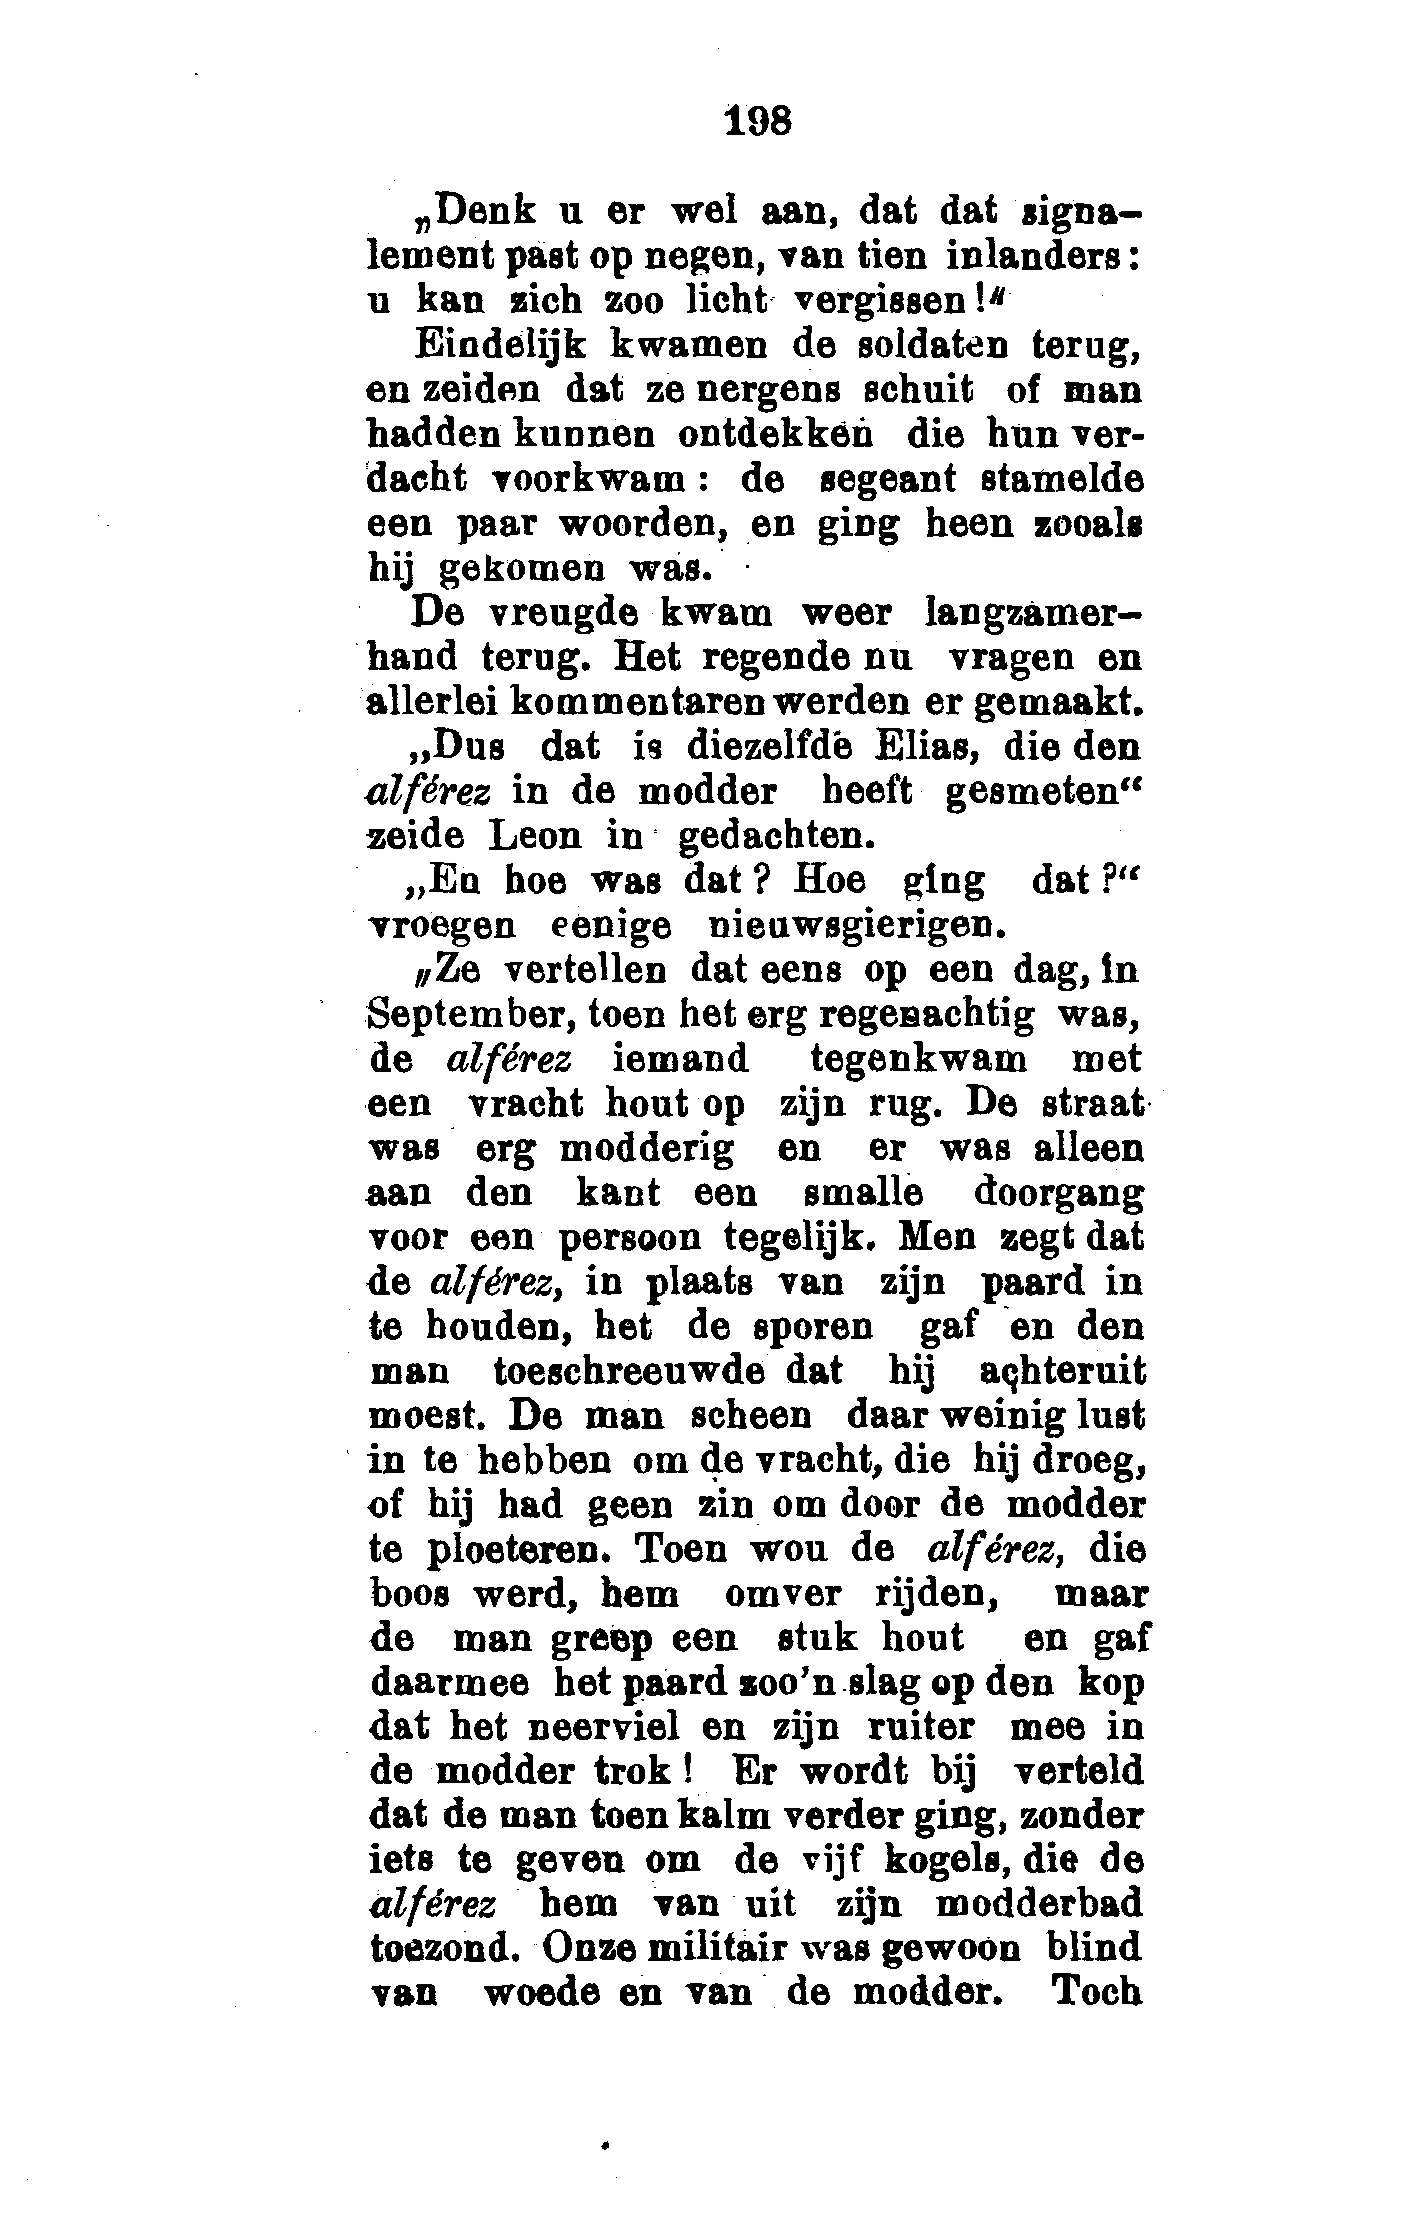 198
„Denk u er wel aan, dat dat signa-
lement past op negen, van tien inlanders:
u kan zich zoo licht vergissen!"
Eindelijk kwamen de soldaten terug,
en zeiden dat ze nergens schuit of man
hadden kunnen ontdekken die hun ver-
dacht voorkwam: de segeant stamelde
een paar woorden, en ging heen zooals
hij gekomen was.
De vreugde kwam weer langzamer-
hand terug. Het regende nu vragen en
allerlei kommentaren werden er gemaakt.
„Dus dat is diezelfde Elias, die den
alférez in de modder heeft gesmeten“
zeide Leon in gedachten.
„En hoe was dat? Hoe ging dat?“
vroegen eenige nieuwsgierigen.
„Ze vertellen dat eens op een dag, in
September, toen het erg regenachtig was,
de alférez iemand tegenkwam met
een vracht hout op zijn rug. De straat
was erg modderig en er was alleen
aan den kant een smalle doorgang
voor een persoon tegelijk. Men zegt dat
de alférez, in plaats van zijn paard in
te houden, het de sporen gaf en den
man toeschreeuwde dat hij achteruit
moest. De man scheen daar weinig lust
in te hebben om de vracht, die hij droeg,
of hij had geen zin om door de modder
te ploeteren. Toen wou de alférez, die
boos werd, hem omver rijden, maar
de man greep een stuk hout en gaf
daarmee het paard zoo'n slag op den kop
dat het neerviel en zijn ruiter mee in
de modder trok! Er wordt bij verteld
dat de man toen kalm verder ging, zonder
iets te geven om de vijf kogels, die de
alférez hem van uit zijn modderbad
toezond. Onze militair was gewoon blind
van woede en van de modder. Toch